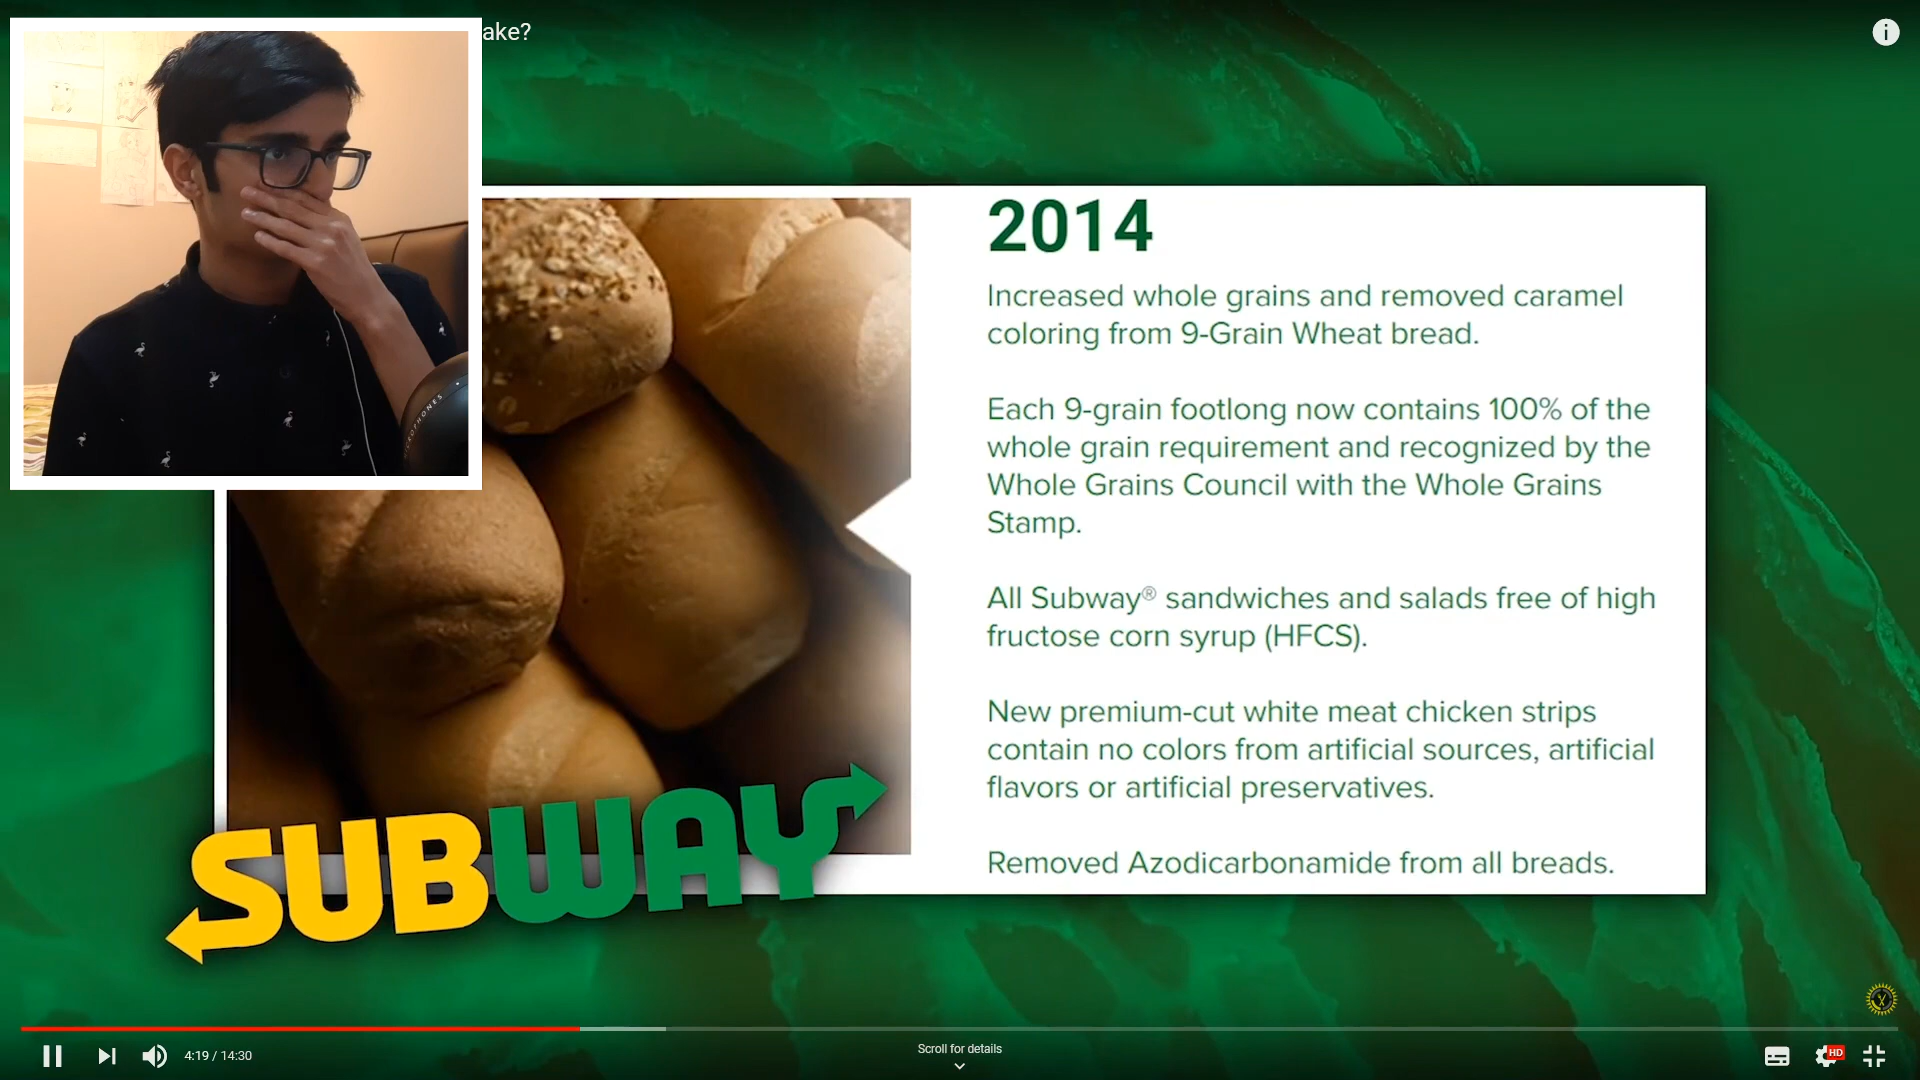 ake?
2014
Increased whole grains and removed caramel
coloring from 9-Grain Wheat bread.
Each 9-grain footlong now contains 100% of the
whole grain requirement and recognized by the
Whole Grains Council with the Whole Grains
Stamp.
All Subway® sandwiches and salads free of high
fructose corn syrup (HFCS).
New premium-cut white meat chicken strips
contain no colors from artificial sources, artificial
flavors or artificial preservatives.
Removed Azodicarbonamide from all breads.
SUBWAY
4:19 / 14:30
Scroll for details
HD